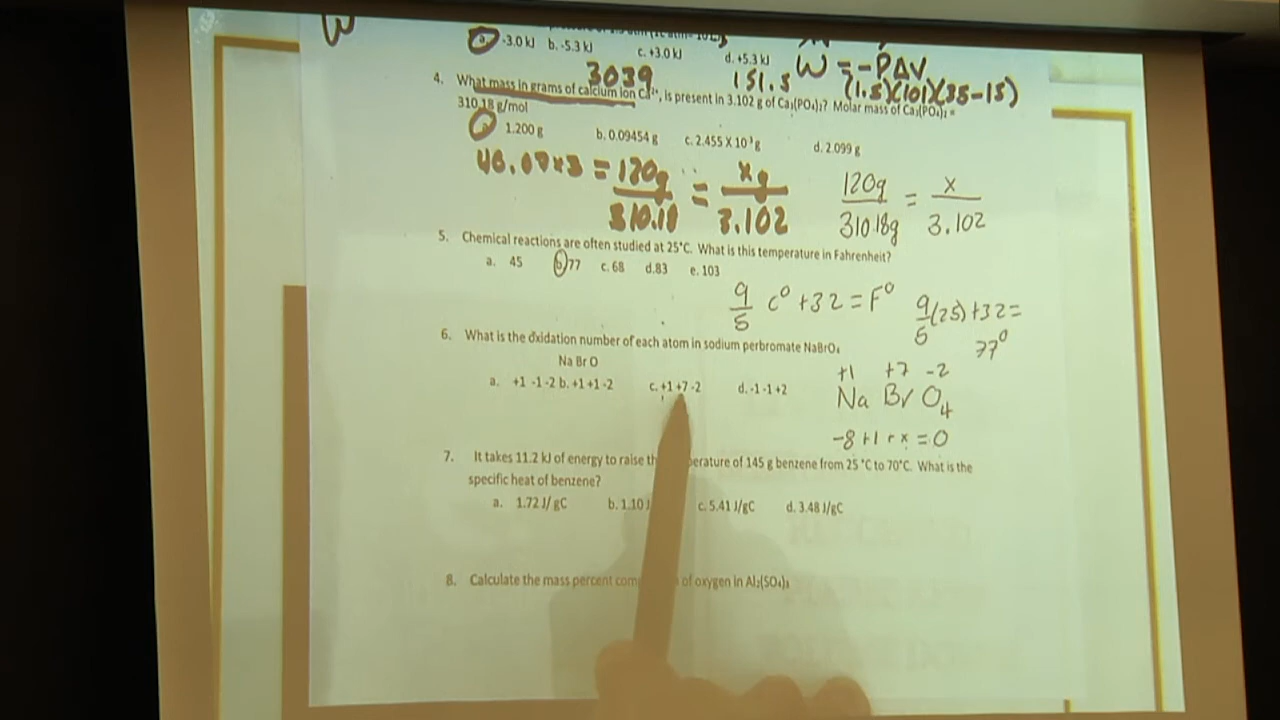 W
-3.0 kJ b. -5.3 kJ c. +3.0 kJ d. +5.3 kJ W = -PΔV
3039 151.5 (1.5)(101)(35-15)
4. What mass in grams of calcium ion Ca²⁺, is present in 3.102 g of Ca₃(PO₄)₂? Molar mass of Ca₃(PO₄)₂ =
310.18 g/mol
a 1.200 g b. 0.09454 g c. 2.455 X 10³ g d. 2.099 g
= 120g / 310.18 = xg / 3.102 120g / 310.18g = x / 3.102
5. Chemical reactions are often studied at 25°C. What is this temperature in Fahrenheit?
a. 45 b 77 c. 68 d.83 e. 103
9/5 C° +32 = F° 9/5 (25) +32 =
77°
6. What is the oxidation number of each atom in sodium perbromate NaBrO₄
Na Br O +1 +7 -2
a. +1 -1 -2 b. +1 +1 -2 c. +1 +7 -2 d. -1 -1 +2 Na Br O₄
-8 +1 + x = 0
7. It takes 11.2 kJ of energy to raise th perature of 145 g benzene from 25 °C to 70°C. What is the
specific heat of benzene?
a. 1.72 J/gC b. 1.10 J c. 5.41 J/gC d. 3.48 J/gC
8. Calculate the mass percent com of oxygen in Al₂(SO₄)₃